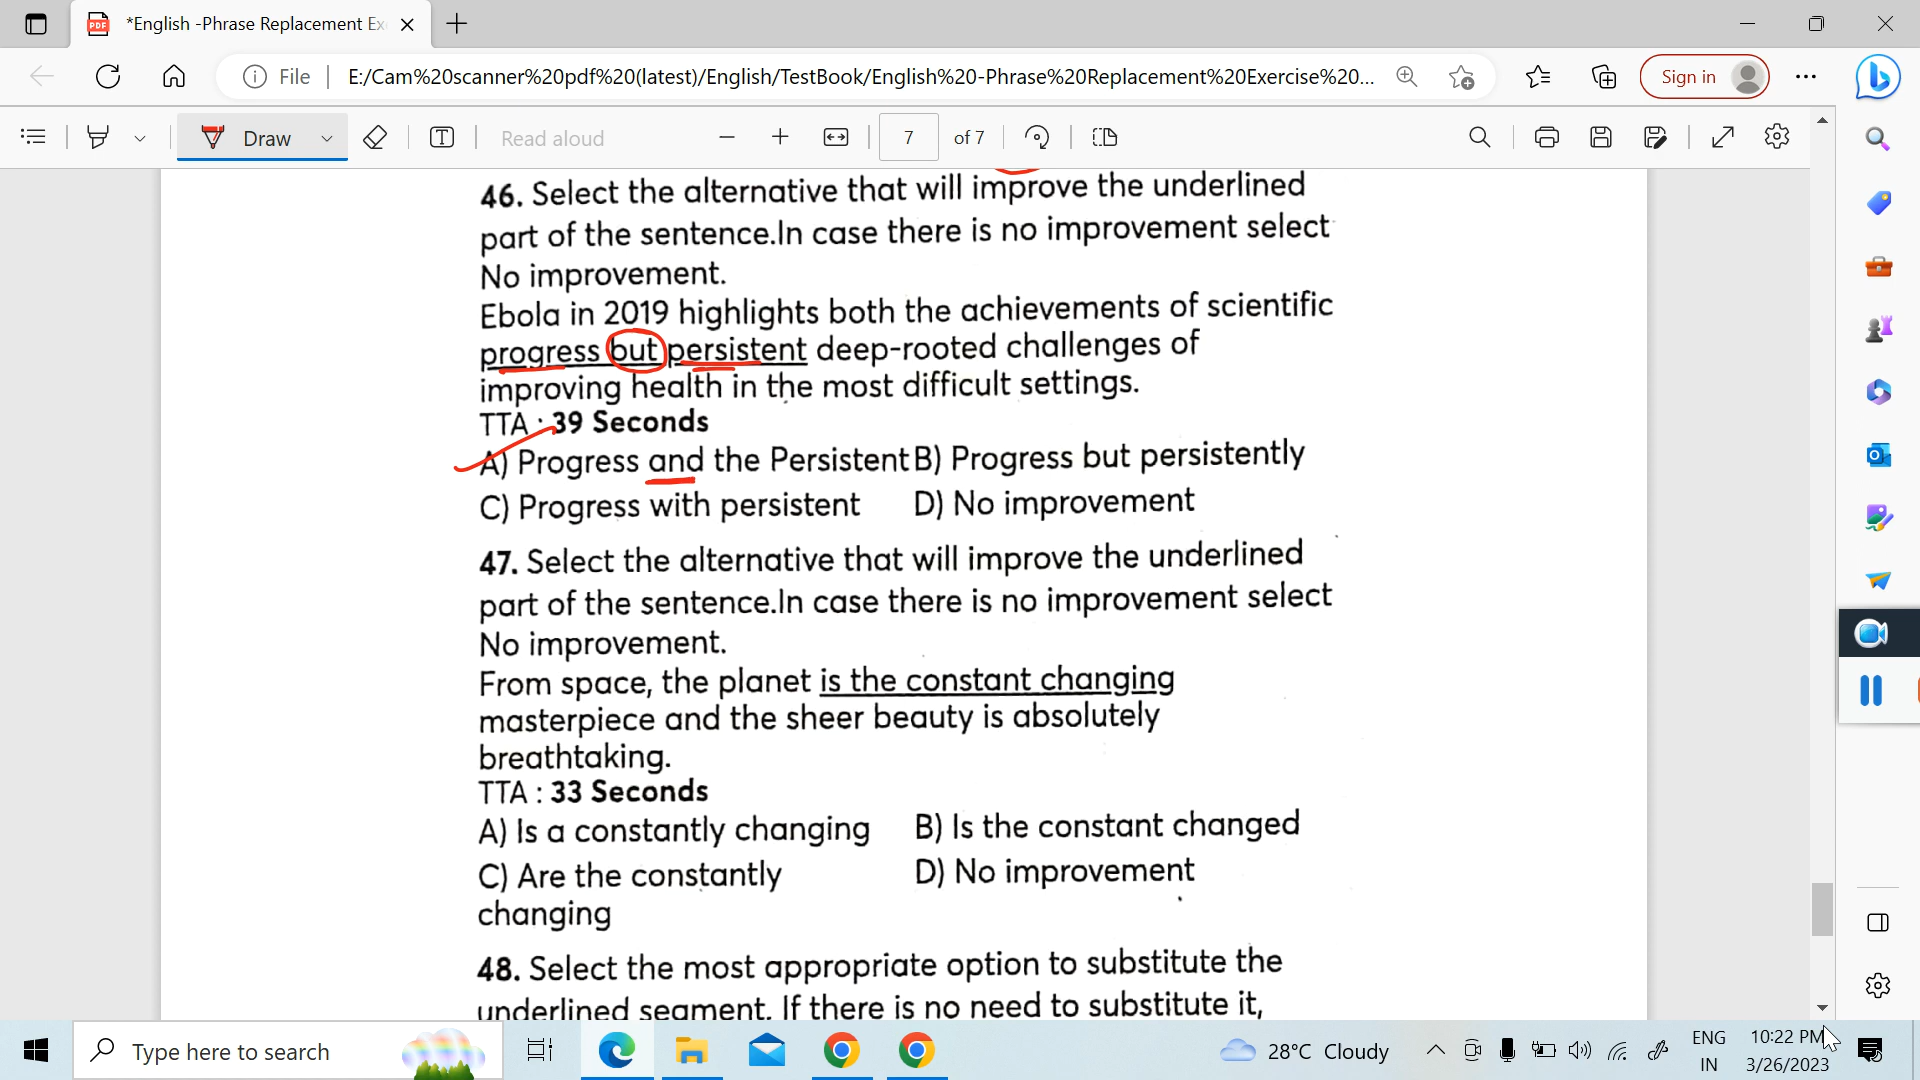 *English -Phrase Replacement Ex
File
E:/Cam%20scanner%20pdf%20(latest)/English/TestBook/English%20-Phrase%20Replacement%20Exercise%20...
Sign in
Draw
Read aloud
7
of 7
46. Select the alternative that will improve the underlined
part of the sentence.In case there is no improvement select
No improvement.
Ebola in 2019 highlights both the achievements of scientific
progress but persistent deep-rooted challenges of
improving health in the most difficult settings.
TTA : 39 Seconds
A) Progress and the Persistent B) Progress but persistently
C) Progress with persistent D) No improvement
47. Select the alternative that will improve the underlined
part of the sentence.In case there is no improvement select
No improvement.
From space, the planet is the constant changing
masterpiece and the sheer beauty is absolutely
breathtaking.
TTA : 33 Seconds
A) Is a constantly changing B) Is the constant changed
C) Are the constantly D) No improvement
changing
48. Select the most appropriate option to substitute the
underlined segment. If there is no need to substitute it,
Type here to search
28°C Cloudy
ENG
IN
10:22 PM
3/26/2023